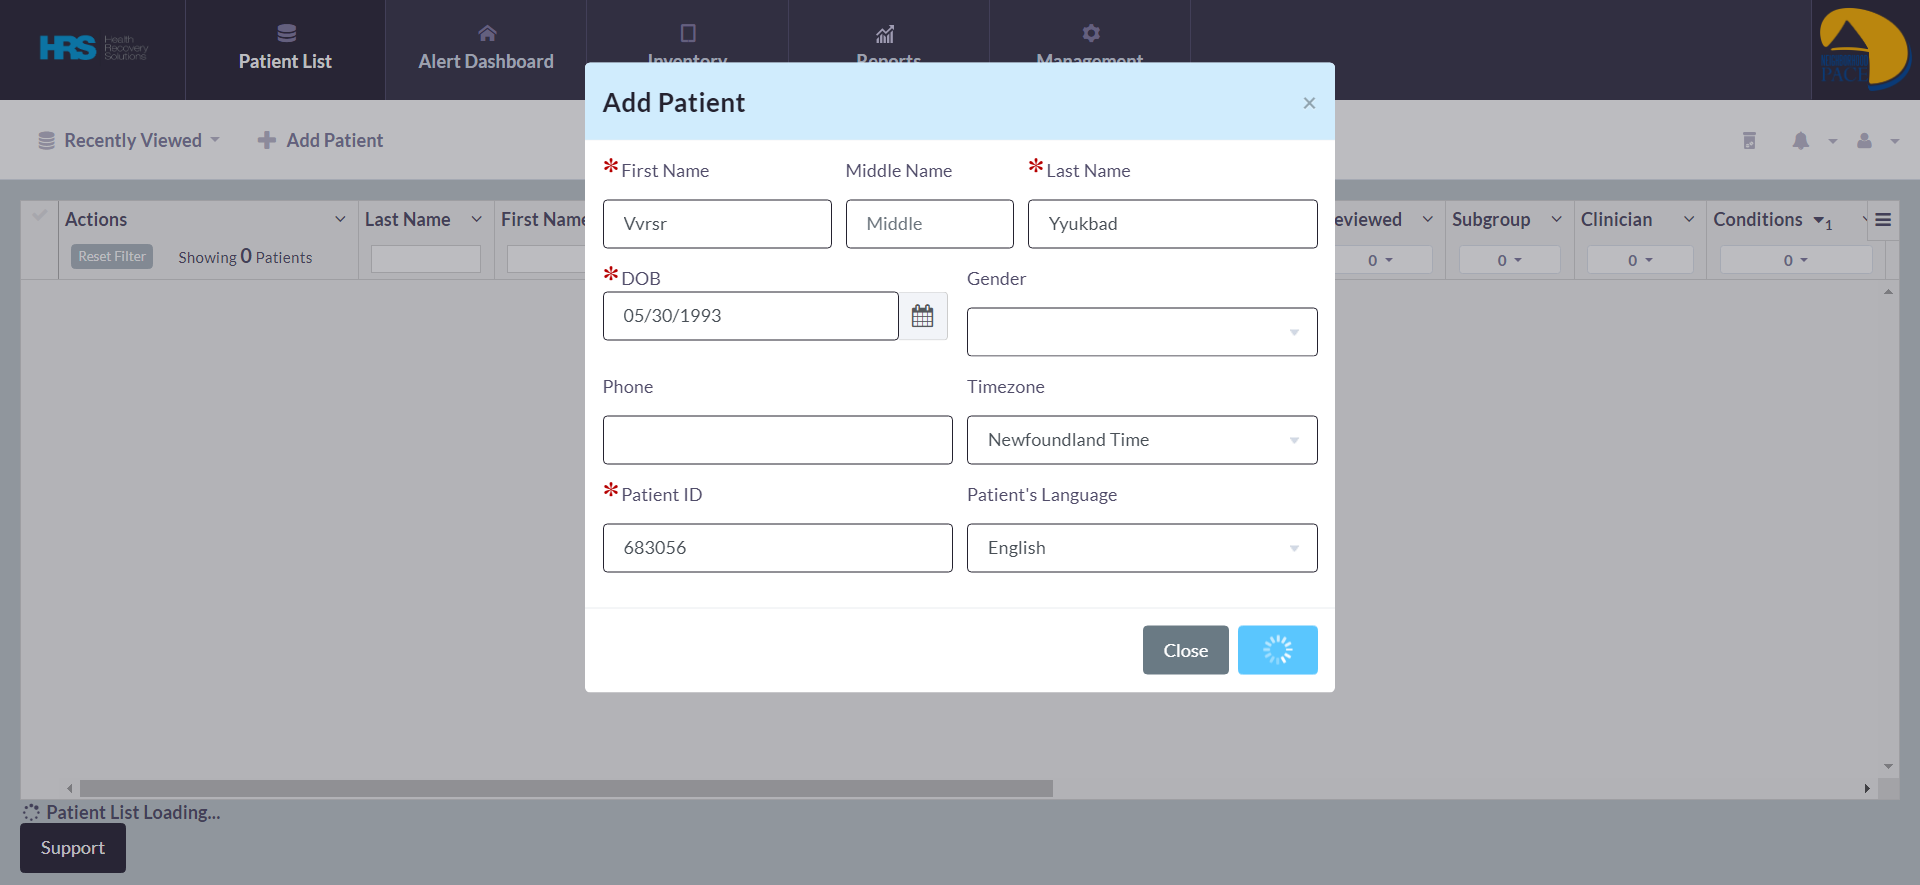 HRS Health Recovery Solutions
Patient List
Alert Dashboard
Inventory
Reports
Management
PACE
Recently Viewed
Add Patient
Add Patient
×
*First Name
Middle Name
*Last Name
Vvrsr
Middle
Yyukbad
*DOB
Gender
05/30/1993
Phone
Timezone
Newfoundland Time
*Patient ID
Patient's Language
683056
English
Close
Actions
Last Name
First Name
eviewed
Subgroup
Clinician
Conditions
1
Reset Filter
Showing 0 Patients
0
0
0
0
Patient List Loading...
Support